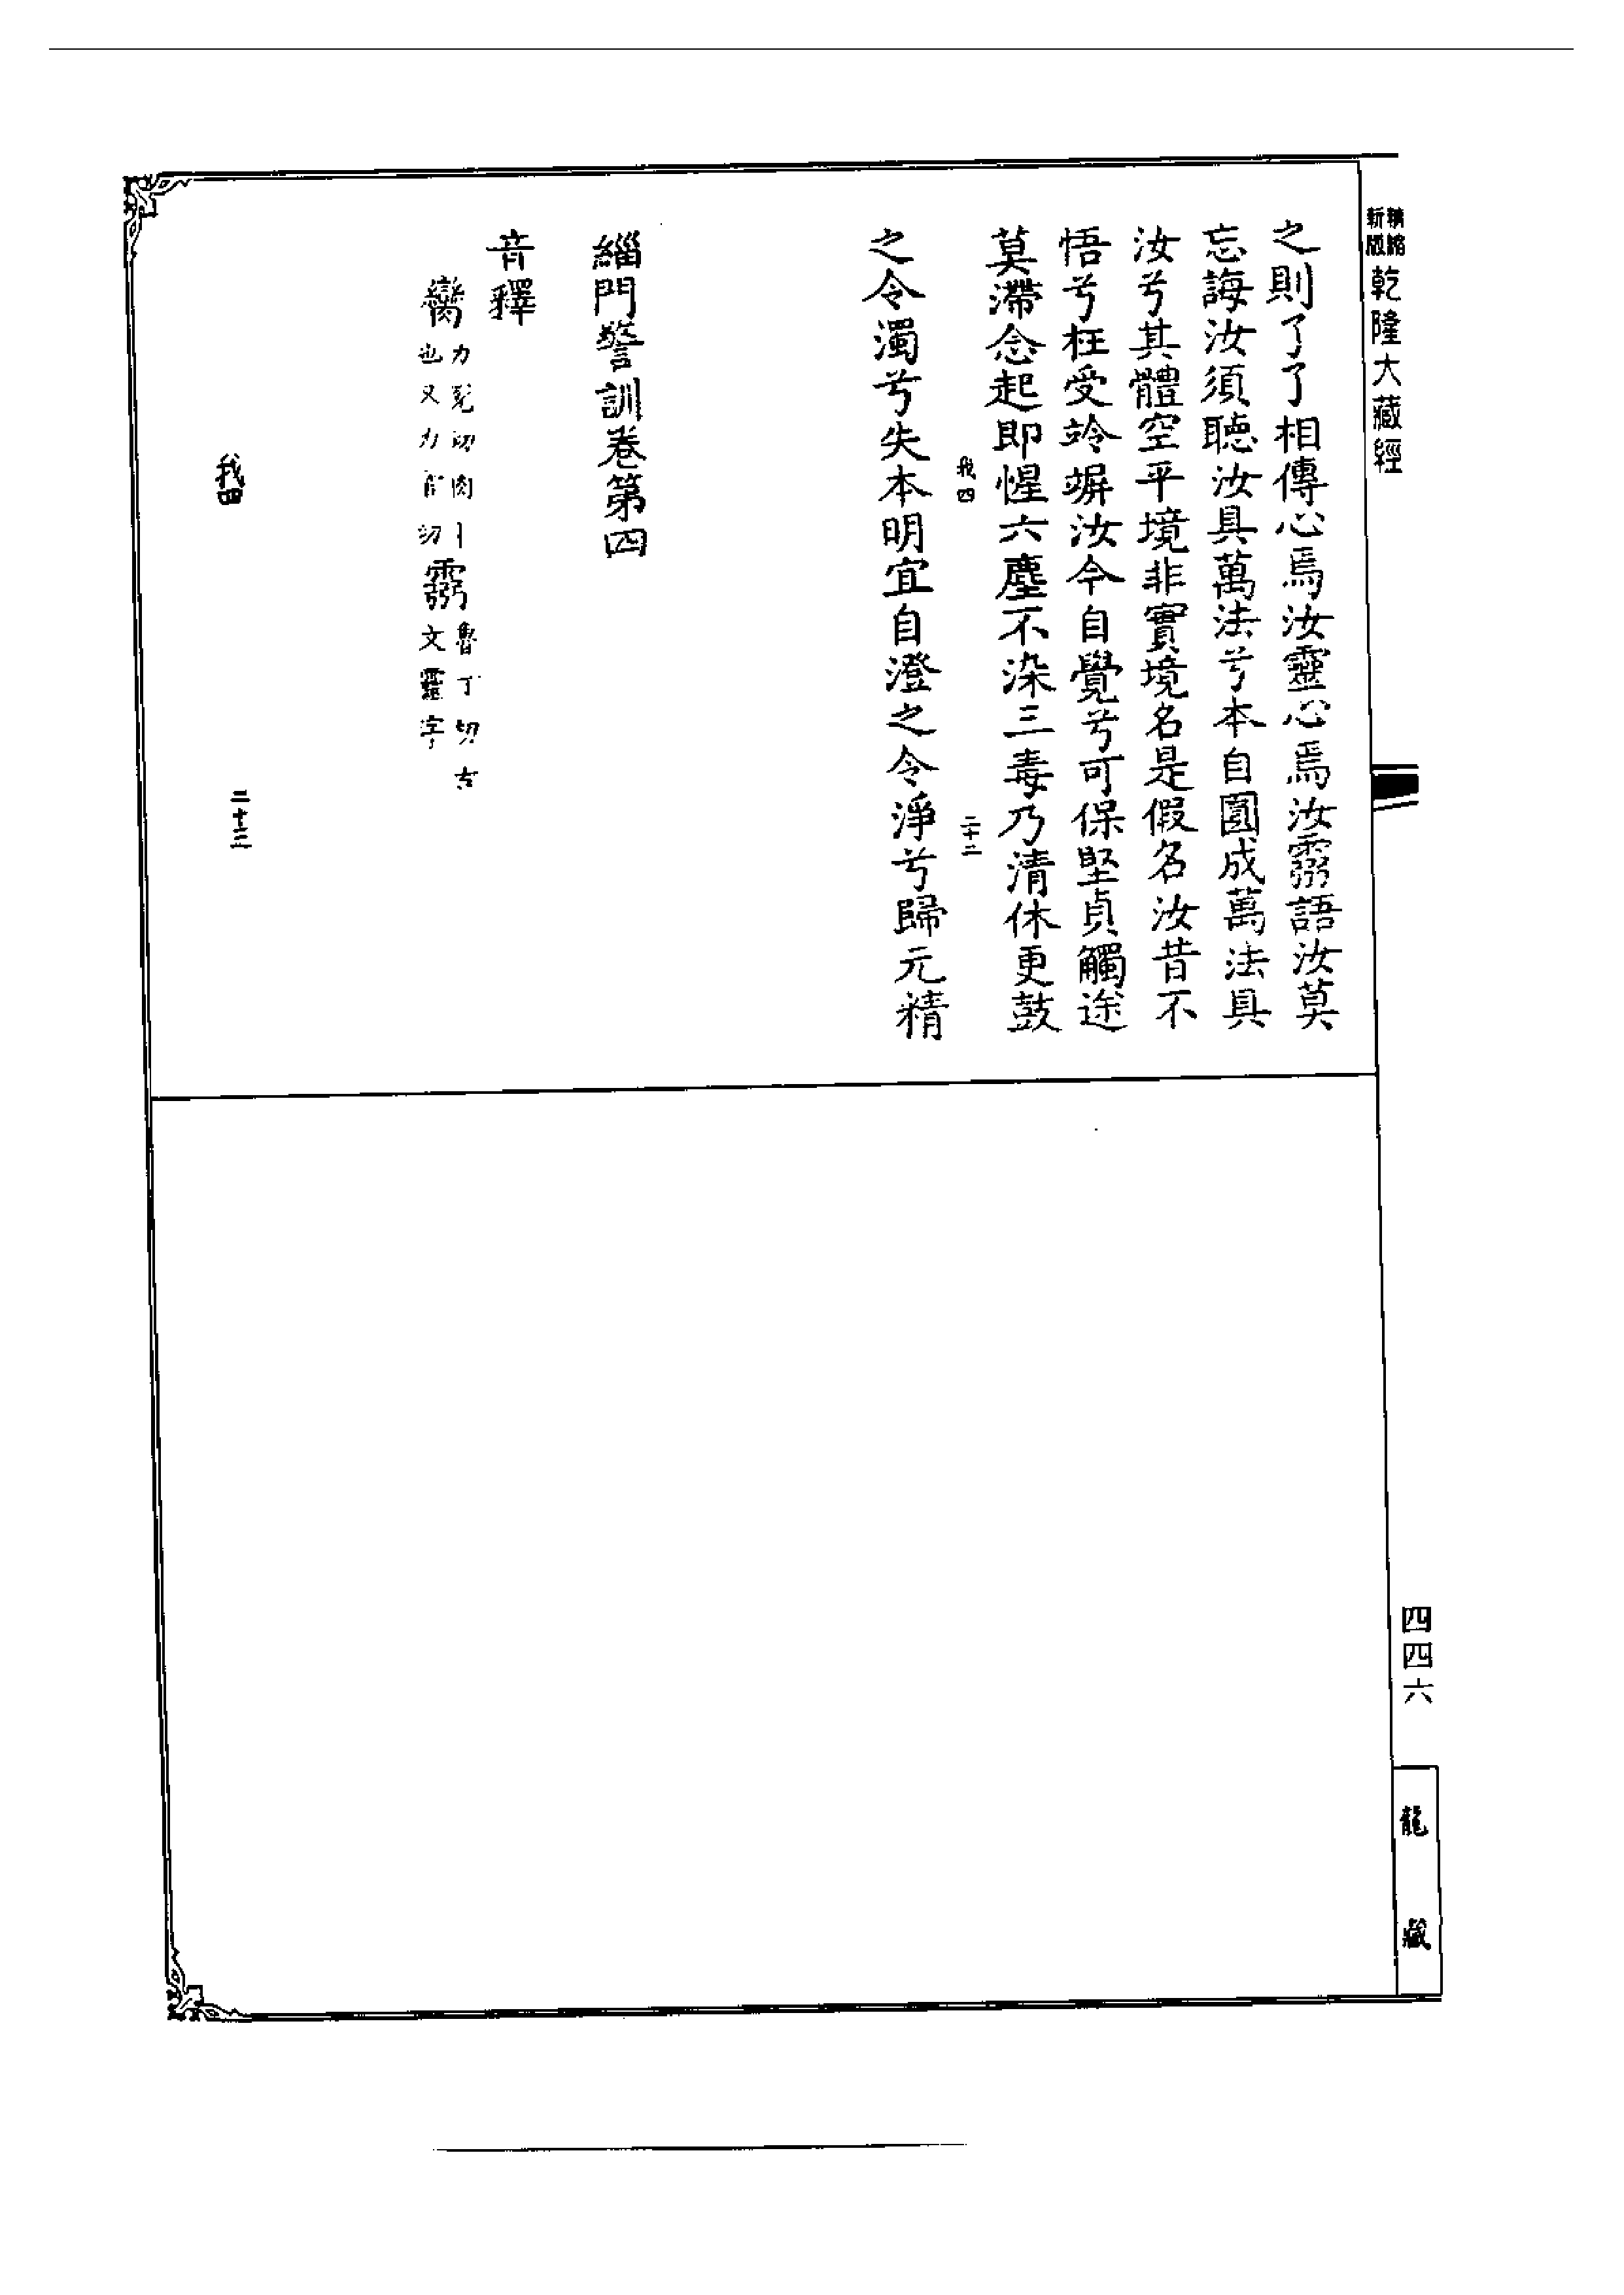 精縮
新版
乾隆大藏經
之則了了相傳心焉汝靈心焉汝霛語汝莫
忘誨汝須聽汝具萬法兮本自圓成萬法具
汝兮其體空平境非實境名是假名汝昔不
悟兮枉受竛竮汝今自覺兮可保堅貞觸途
莫滯念起即惺六塵不染三毒乃清休更鼓
我四 二十二
之令濁兮失本明宜自澄之令淨兮歸元精
緇門警訓卷第四
音釋
臠
力兗切肉
也又力官切
魯丁切古
文靈字
我四 二十三
四四六
龍藏